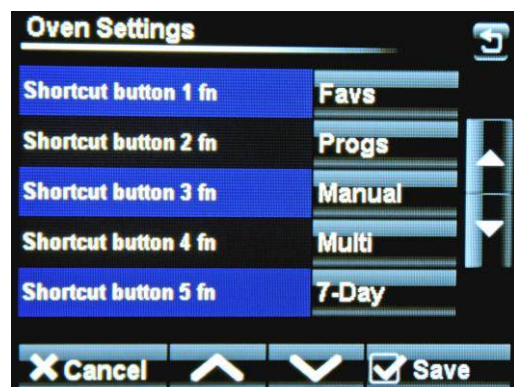 Oven Settings
Shortcut button 1 fn Favs
Shortcut button 2 fn Progs
Shortcut button 3 fn Manual
Shortcut button 4 fn Multi
Shortcut button 5 fn 7-Day
Cancel Save